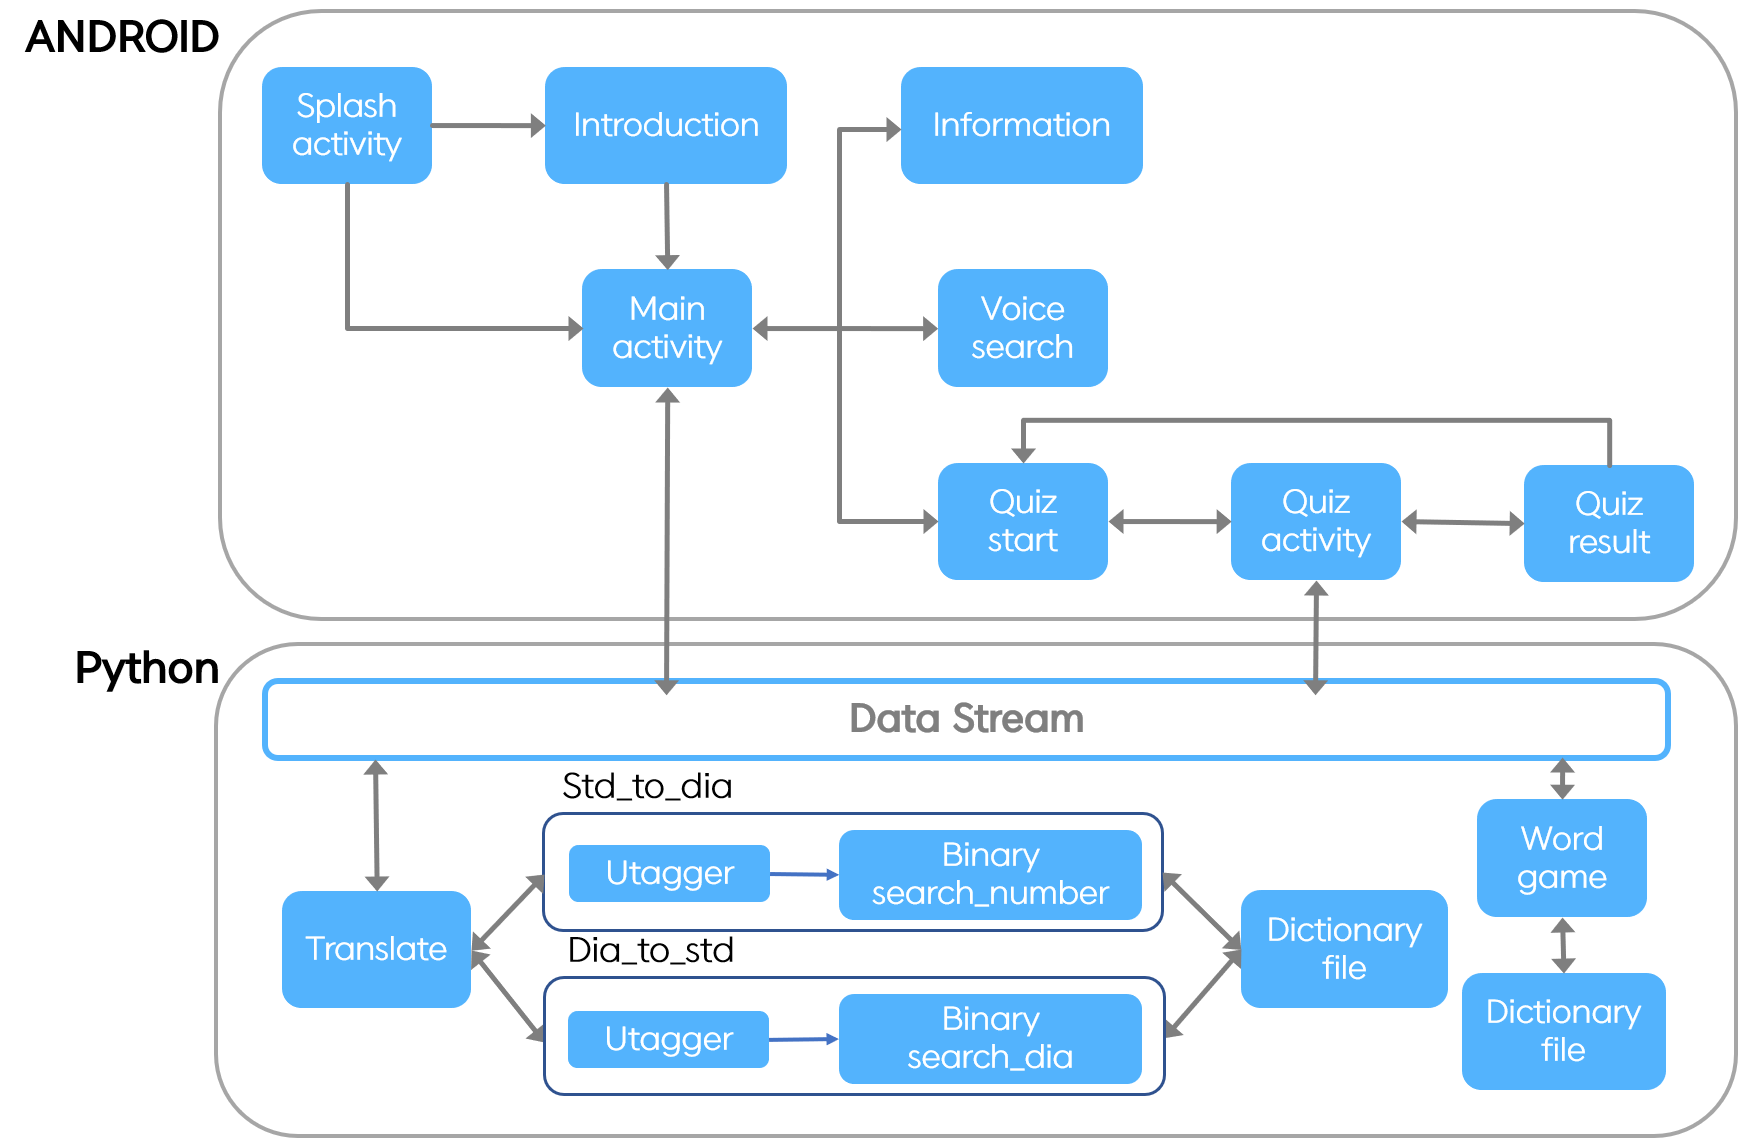 ANDROID
Splash
activity
Introduction
Information
Main
activity
Voice
search
Quiz
start
Quiz
activity
Quiz
result
Python
Data Stream
Std_to_dia
Utagger
Binary
search_number
Word
game
Translate
Dia_to_std
Dictionary
file
Utagger
Binary
search_dia
Dictionary
file